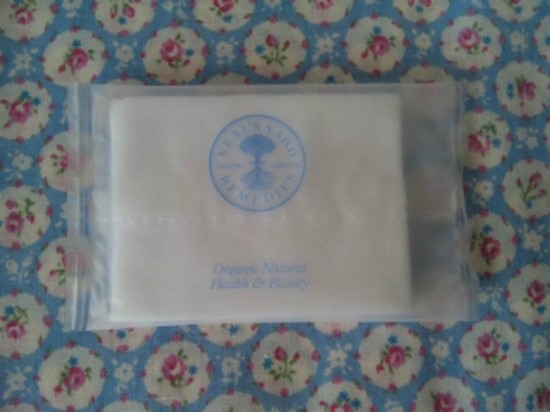 NEAL'S YARD
REMEDIES
Organic Natural
Health & Beauty